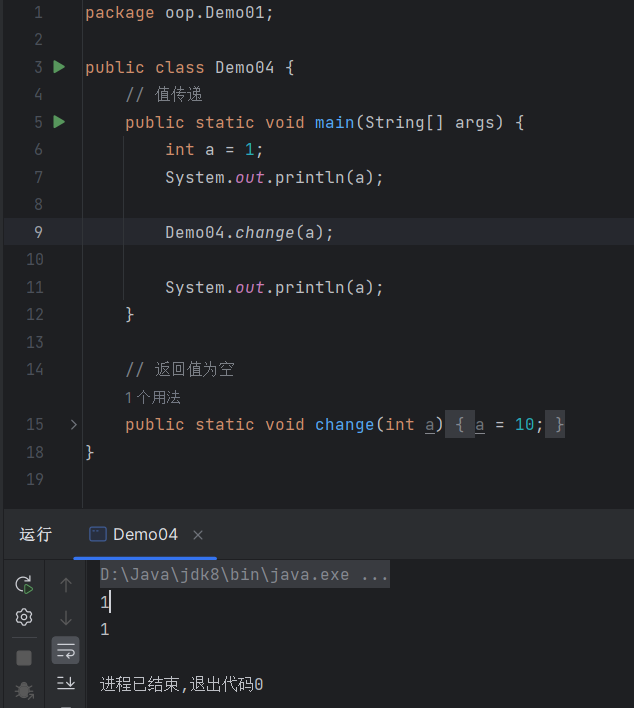 1 package oop.Demo01;
2
3 public class Demo04 {
4 // 值传递
5 public static void main(String[] args) {
6 int a = 1;
7 System.out.println(a);
8
9 Demo04.change(a);
10
11 System.out.println(a);
12 }
13
14 // 返回值为空
1个用法
15 public static void change(int a) { a = 10; }
18 }
19
运行 Demo04
D:\Java\jdk8\bin\java.exe ...
1
1
进程已结束,退出代码0